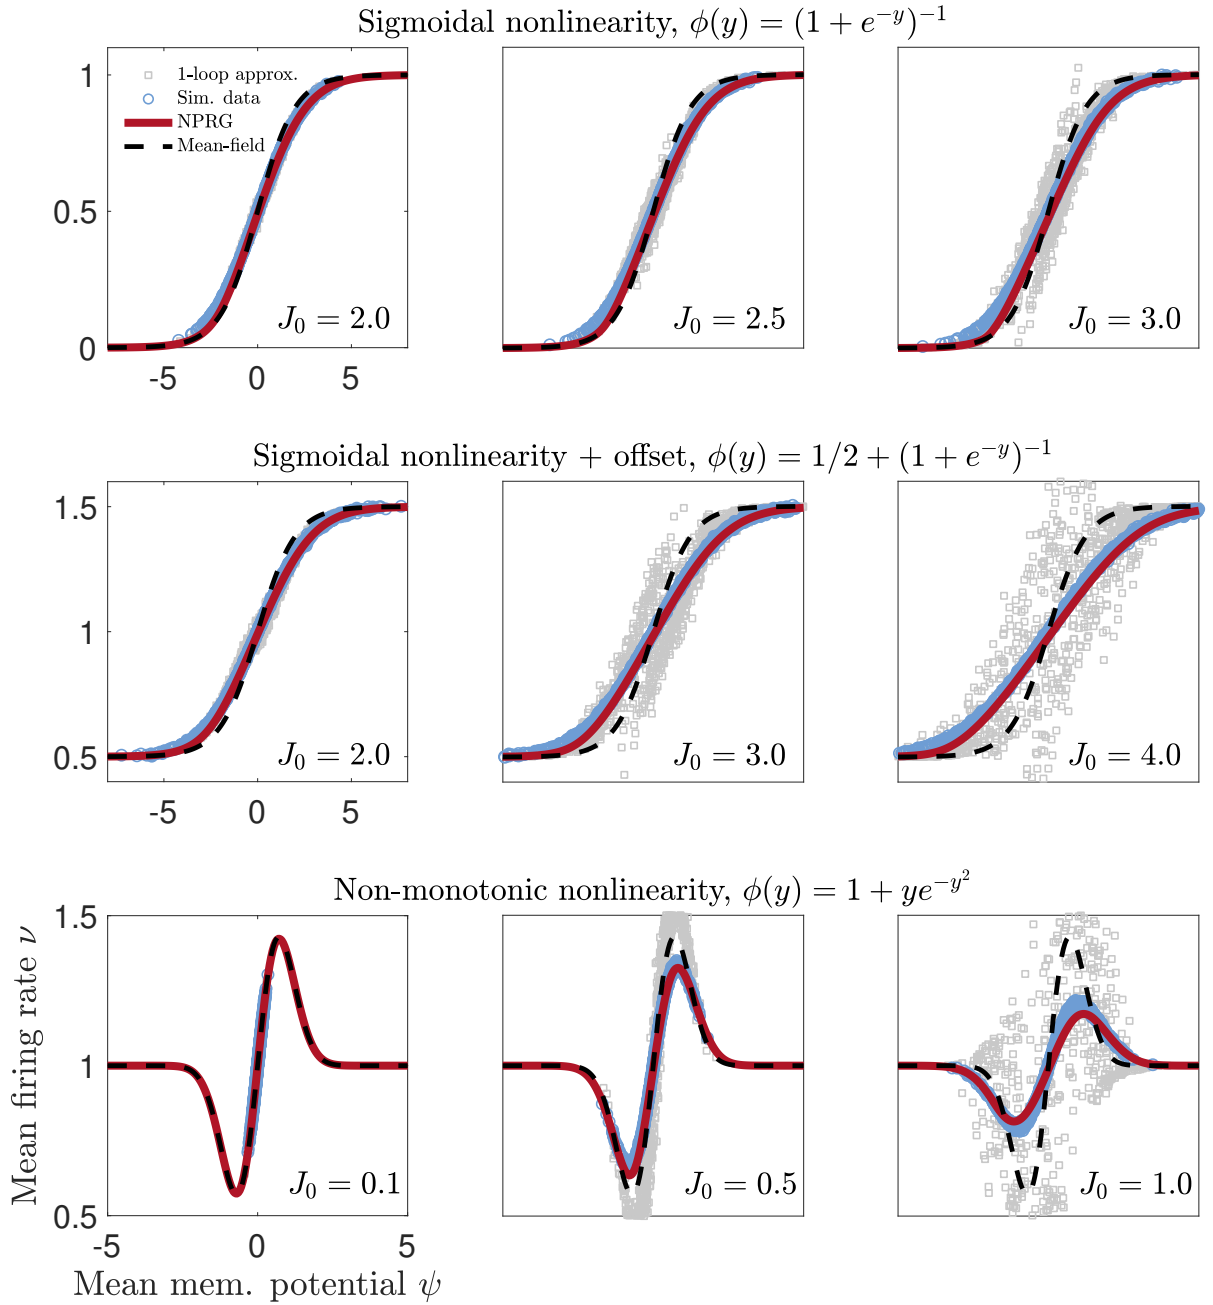 Sigmoidal nonlinearity, ϕ(y) = (1 + e^{−y})^{−1}
1
0.5
0
1-loop approx.
Sim. data
NPRG
Mean-field
J₀ = 2.0
J₀ = 2.5
J₀ = 3.0
-5 0 5
Sigmoidal nonlinearity + offset, ϕ(y) = 1/2 + (1 + e^{−y})^{−1}
1.5
1
0.5
J₀ = 2.0
J₀ = 3.0
J₀ = 4.0
-5 0 5
Non-monotonic nonlinearity, ϕ(y) = 1 + ye^{−y²}
Mean firing rate ν
1.5
1
0.5
J₀ = 0.1
J₀ = 0.5
J₀ = 1.0
-5 0 5
Mean mem. potential ψ